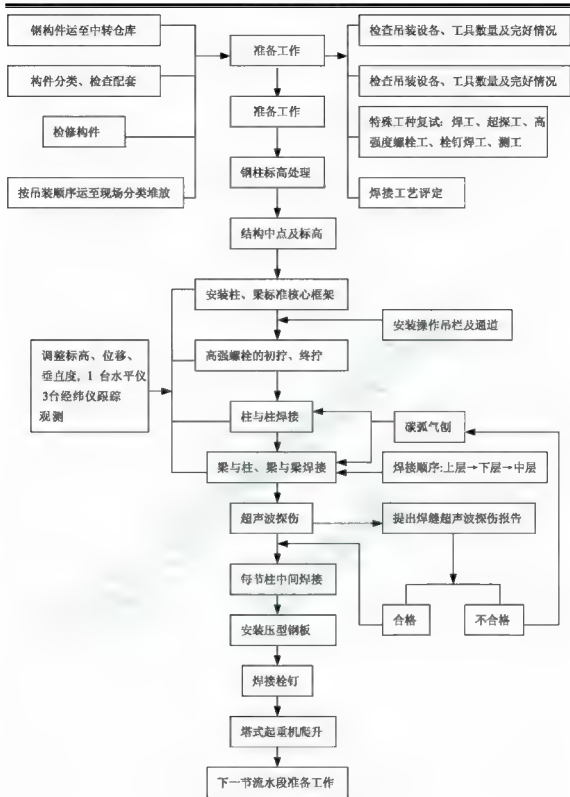 钢构件运至中转仓库
准备工作
检查吊装设备、工具数量及完好情况
构件分类、检查配套
检查吊装设备、工具数量及完好情况
准备工作
检修构件
特殊工种复试：焊工、超探工、高
强度螺栓工、栓钉焊工、测工
钢柱标高处理
按吊装顺序运至现场分类堆放
焊接工艺评定
结构中点及标高
安装柱、梁标准核心框架
安装操作吊栏及通道
调整标高、位移、
垂直度，1 台水平仪
3台经纬仪跟踪
观测
高强螺栓的初拧、终拧
柱与柱焊接
碳弧气刨
梁与柱、梁与梁焊接
焊接顺序:上层→下层→中层
超声波探伤
提出焊缝超声波探伤报告
每节柱中间焊接
合格
不合格
安装压型钢板
焊接栓钉
塔式起重机爬升
下一节流水段准备工作